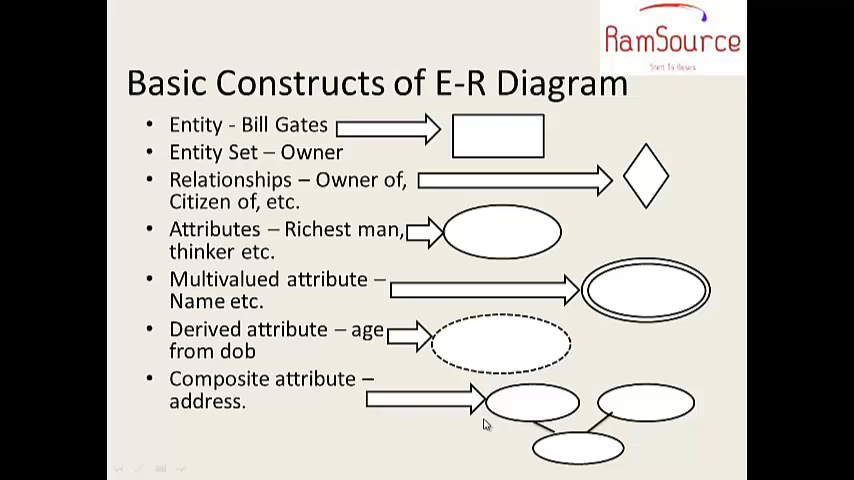 RamSource
Basic Constructs of E-R Diagram
• Entity - Bill Gates
• Entity Set – Owner
• Relationships – Owner of,
Citizen of, etc.
• Attributes – Richest man,
thinker etc.
• Multivalued attribute –
Name etc.
• Derived attribute – age
from dob
• Composite attribute –
address.